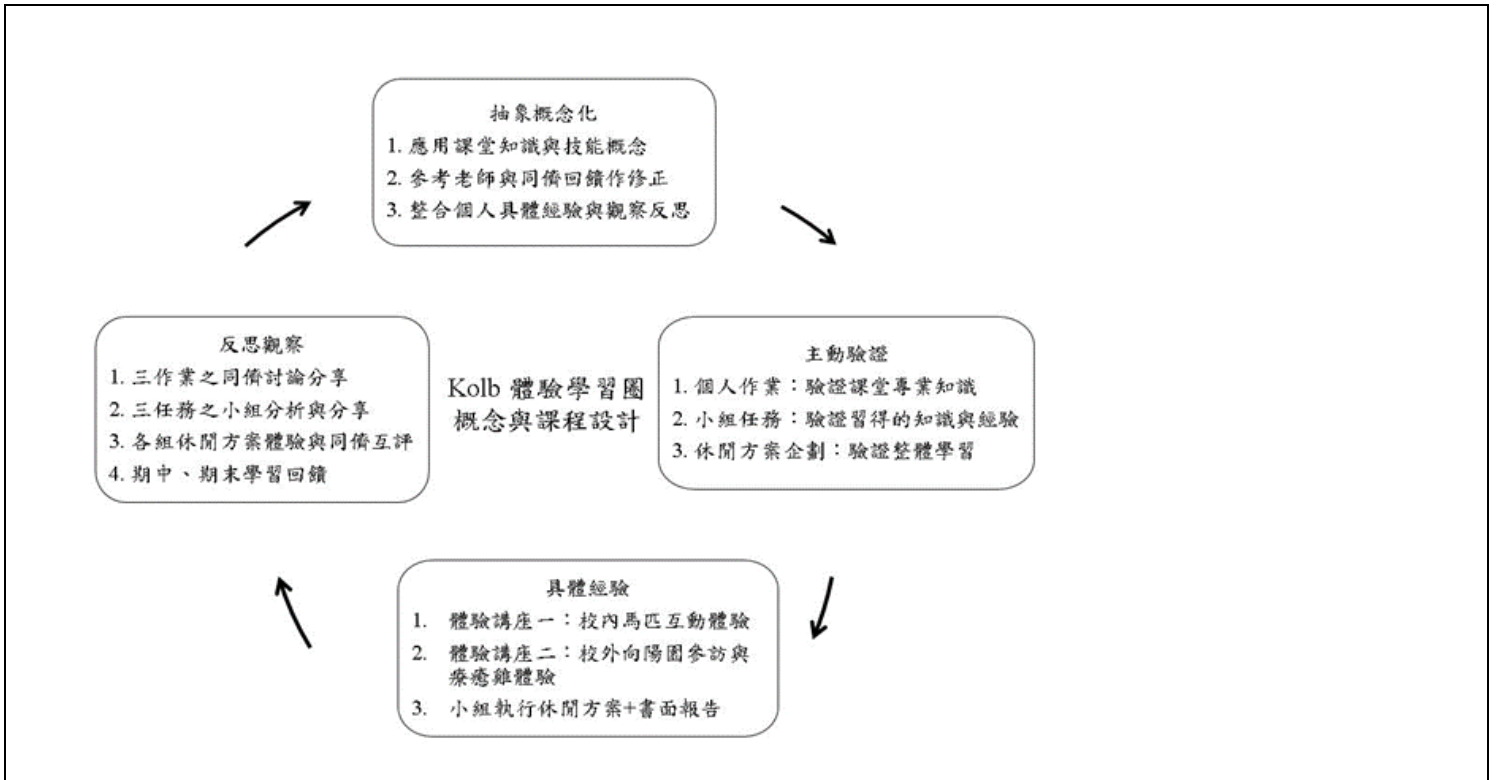 抽象概念化
1. 應用課堂知識與技能概念
2. 參考老師與同儕回饋作修正
3. 整合個人具體經驗與觀察反思
反思觀察
1. 三作業之同儕討論分享
2. 三任務之小組分析與分享
3. 各組休閒方案體驗與同儕互評
4. 期中、期末學習回饋
Kolb 體驗學習圈
概念與課程設計
主動驗證
1. 個人作業：驗證課堂專業知識
2. 小組任務：驗證習得的知識與經驗
3. 休閒方案企劃：驗證整體學習
具體經驗
1. 體驗講座一：校內馬匹互動體驗
2. 體驗講座二：校外向陽園參訪與
療癒雞體驗
3. 小組執行休閒方案+書面報告